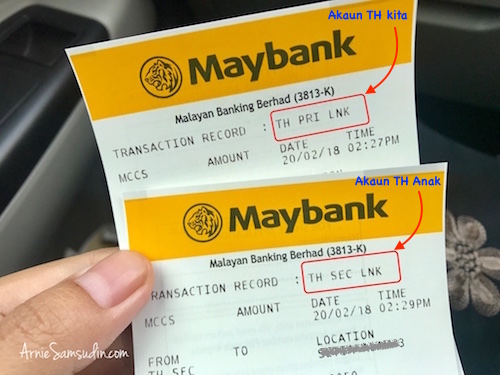 Akaun TH kita
Maybank
Malayan Banking Berhad (3813-K)
TRANSACTION RECORD : TH PRI LNK
DATE TIME
MCCS AMOUNT 20/02/18 02:27PM
Akaun TH Anak
Maybank
Malayan Banking Berhad (3813-K)
RANSACTION RECORD : TH SEC LNK
DATE TIME
MCCS AMOUNT 20/02/18 02:29PM
FROM TO LOCATION
TH SEC
ArnieSamsudin.com